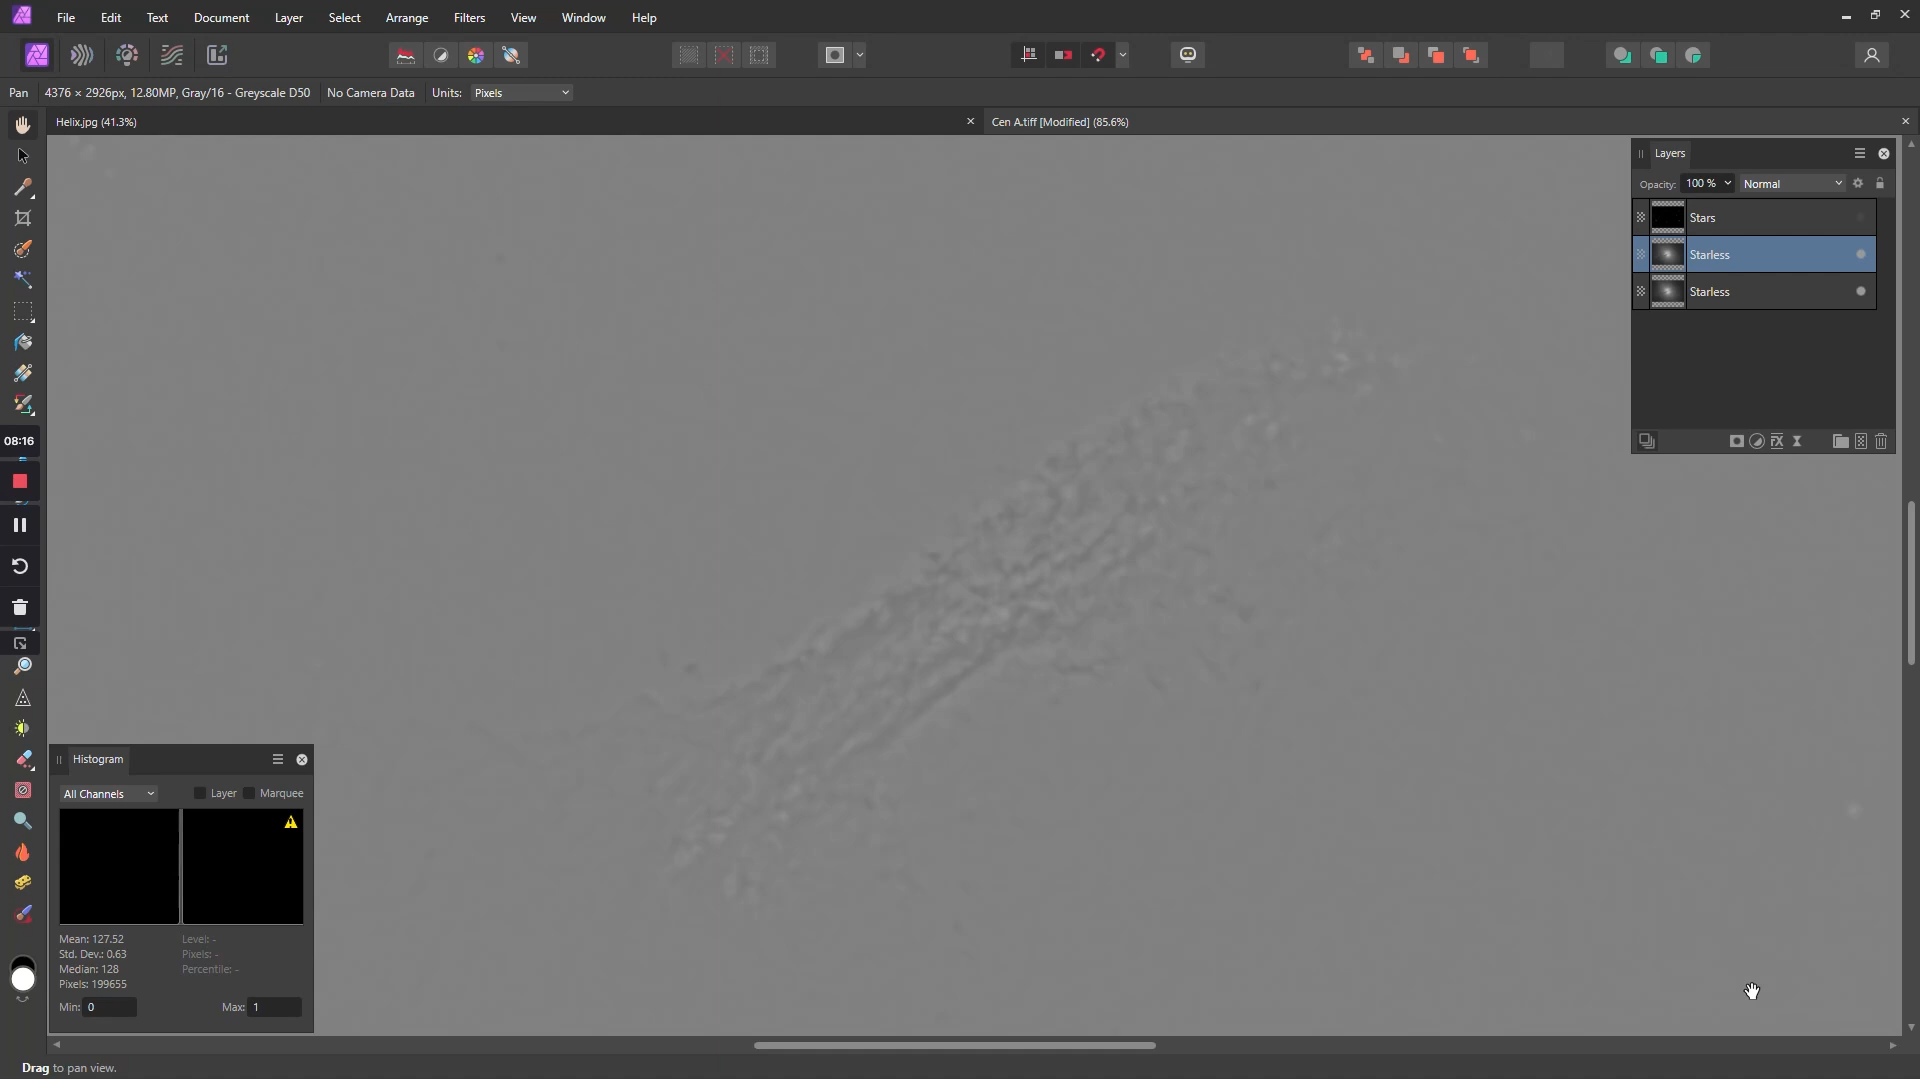 File Edit Text Document Layer Select Arrange Filters View Window Help
Pan 4376 × 2926px, 12.80MP, Gray/16 - Greyscale D50 No Camera Data Units: Pixels
Helix.jpg (41.3%)
Cen A.tiff [Modified] (85.6%)
Layers
Opacity: 100 % Normal
Stars
Starless
Starless
08:16
Histogram
All Channels Layer Marquee
Mean: 127.52 Level: -
Std. Dev.: 0.63 Pixels: -
Median: 128 Percentile: -
Pixels: 199655
Min: 0 Max: 1
Drag to pan view.